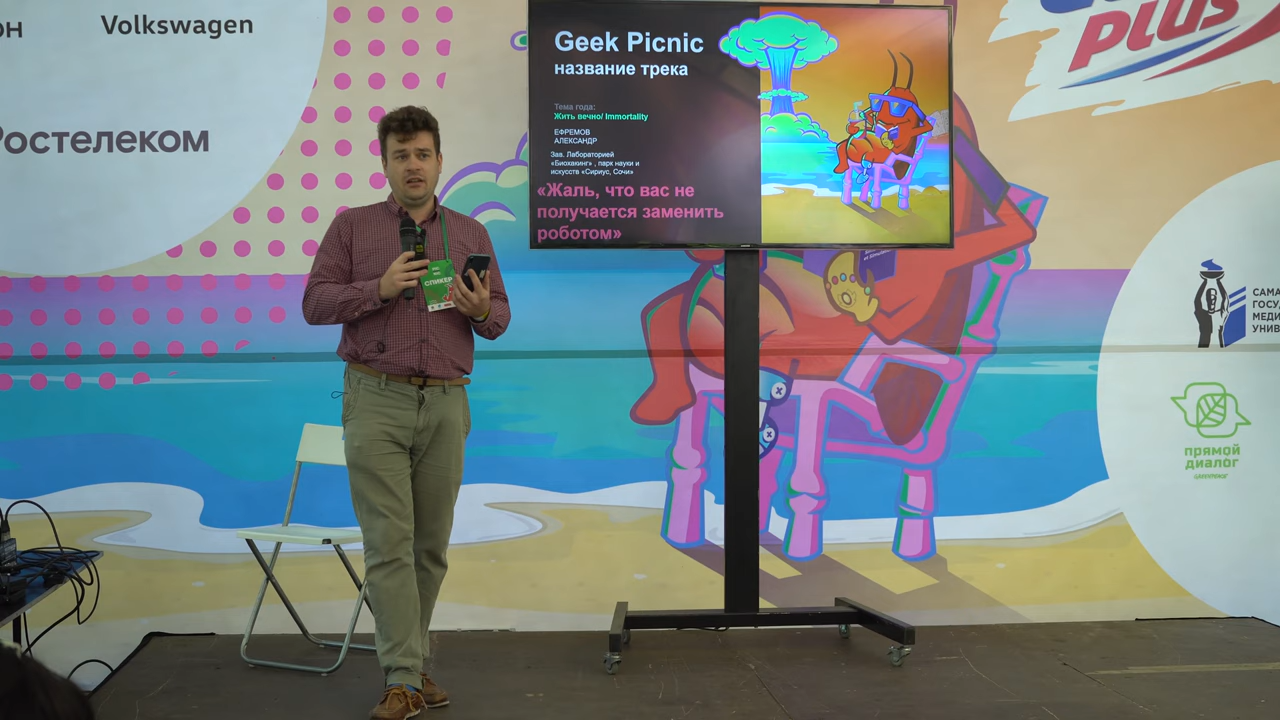 он
Volkswagen
Ростелеком
СПИКЕР
Geek Picnic
название трека
Тема года:
Жить вечно/ Immortality
ЕФРЕМОВ
АЛЕКСАНДР
Зав. Лабораторией
«Биохакинг» , парк науки и
искусств «Сириус, Сочи»
«Жаль, что вас не
получается заменить
роботом»
PLUS
САМА
ГОСУ
МЕДИ
УНИВ
прямой
диалог
GREENPEACE